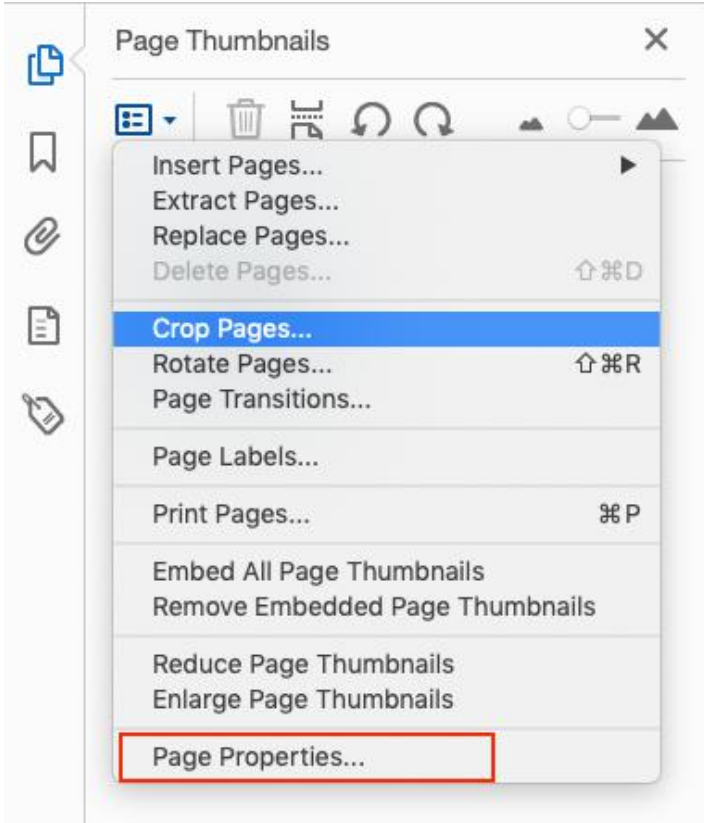 Page Thumbnails
Insert Pages...
Extract Pages...
Replace Pages...
Delete Pages... ⇧⌘D
Crop Pages...
Rotate Pages... ⇧⌘R
Page Transitions...
Page Labels...
Print Pages... ⌘P
Embed All Page Thumbnails
Remove Embedded Page Thumbnails
Reduce Page Thumbnails
Enlarge Page Thumbnails
Page Properties...